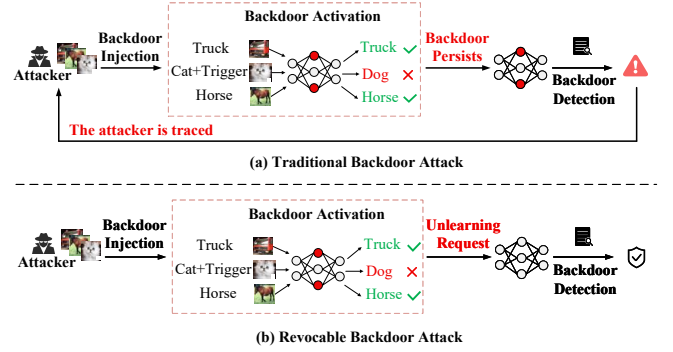 Backdoor Activation
Attacker
Backdoor
Injection
Truck
Cat+Trigger
Horse
Truck
Dog
Horse
Backdoor
Persists
Backdoor
Detection
The attacker is traced
(a) Traditional Backdoor Attack
Backdoor Activation
Attacker
Backdoor
Injection
Truck
Cat+Trigger
Horse
Truck
Dog
Horse
Unlearning
Request
Backdoor
Detection
(b) Revocable Backdoor Attack